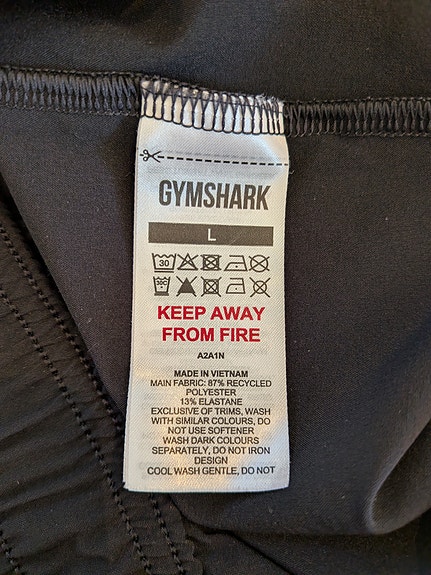 GYMSHARK
L
30
30C
KEEP AWAY
FROM FIRE
A2A1N
MADE IN VIETNAM
MAIN FABRIC: 87% RECYCLED
POLYESTER
13% ELASTANE
EXCLUSIVE OF TRIMS, WASH
WITH SIMILAR COLOURS, DO
NOT USE SOFTENER
WASH DARK COLOURS
SEPARATELY, DO NOT IRON
DESIGN
COOL WASH GENTLE, DO NOT